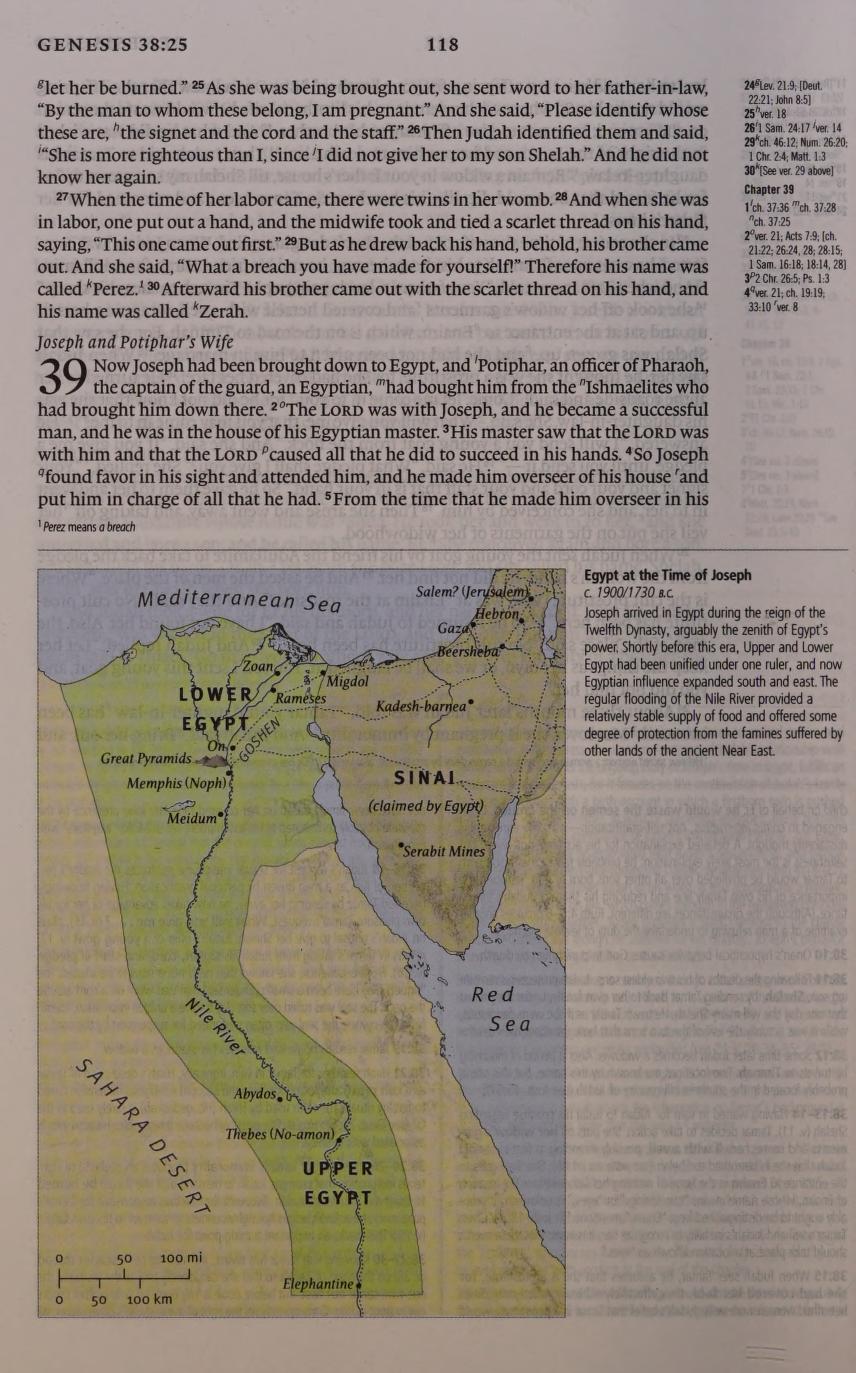 GENESIS 38:25
118
glet her be burned.” 25 As she was being brought out, she sent word to her father-in-law,
“By the man to whom these belong, I am pregnant.” And she said, “Please identify whose
these are, hthe signet and the cord and the staff.” 26 Then Judah identified them and said,
i“She is more righteous than I, since jI did not give her to my son Shelah.” And he did not
know her again.
27 When the time of her labor came, there were twins in her womb. 28 And when she was
in labor, one put out a hand, and the midwife took and tied a scarlet thread on his hand,
saying, “This one came out first.” 29 But as he drew back his hand, behold, his brother came
out. And she said, “What a breach you have made for yourself!” Therefore his name was
called kPerez.1 30 Afterward his brother came out with the scarlet thread on his hand, and
his name was called kZerah.
Joseph and Potiphar’s Wife
39 Now Joseph had been brought down to Egypt, and lPotiphar, an officer of Pharaoh,
the captain of the guard, an Egyptian, mhad bought him from the nIshmaelites who
had brought him down there. 2 oThe LORD was with Joseph, and he became a successful
man, and he was in the house of his Egyptian master. 3 His master saw that the LORD was
with him and that the LORD pcaused all that he did to succeed in his hands. 4 So Joseph
qfound favor in his sight and attended him, and he made him overseer of his house rand
put him in charge of all that he had. 5 From the time that he made him overseer in his
1 Perez means a breach
24 gLev. 21:9; [Deut.
22:21; John 8:5]
25 hver. 18
26 i1 Sam. 24:17 jver. 14
29 kch. 46:12; Num. 26:20;
1 Chr. 2:4; Matt. 1:3
30 k[See ver. 29 above]
Chapter 39
1 lch. 37:36 mch. 37:28
nch. 37:25
2 over. 21; Acts 7:9; [ch.
21:22; 26:24, 28; 28:15;
1 Sam. 16:18; 18:14, 28]
3 p2 Chr. 26:5; Ps. 1:3
4 qver. 21; ch. 19:19;
33:10 rver. 8
Mediterranean Sea
Salem? (Jerusalem)
Hebron
Gaza
Beersheba
Zoan
Migdol
LOWER
Rameses
Kadesh-barnea
EGYPT
On
GOSHEN
Great Pyramids
SINAI
Memphis (Noph)
(claimed by Egypt)
Meidum
Serabit Mines
Red
Sea
Nile River
SAHARA DESERT
Abydos
Thebes (No-amon)
UPPER
EGYPT
Elephantine
0 50 100 mi
0 50 100 km
Egypt at the Time of Joseph
c. 1900/1730 B.C.
Joseph arrived in Egypt during the reign of the
Twelfth Dynasty, arguably the zenith of Egypt’s
power. Shortly before this era, Upper and Lower
Egypt had been unified under one ruler, and now
Egyptian influence expanded south and east. The
regular flooding of the Nile River provided a
relatively stable supply of food and offered some
degree of protection from the famines suffered by
other lands of the ancient Near East.